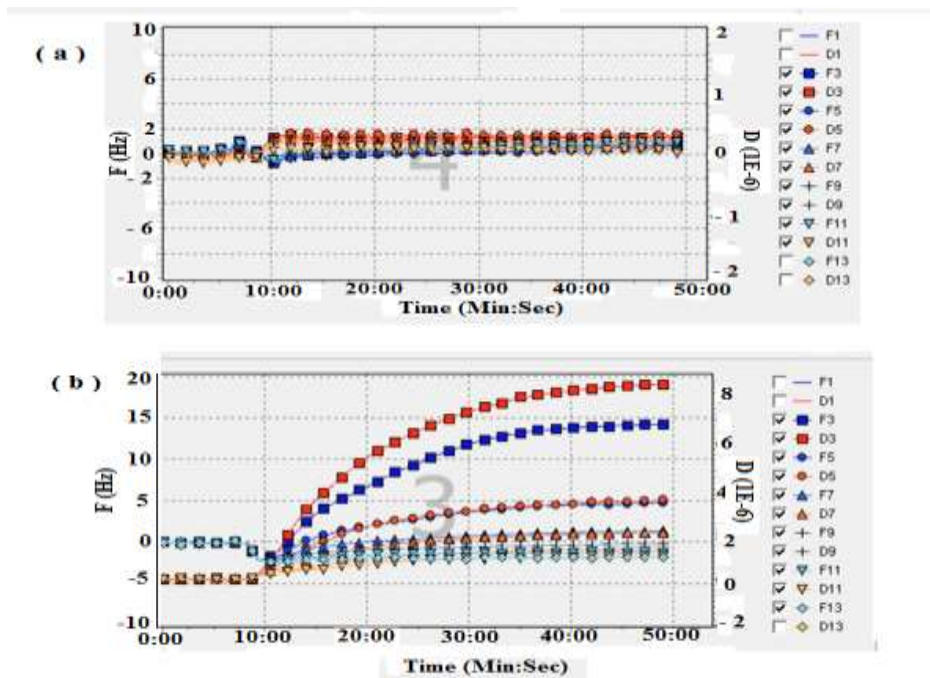 ( a )
10
6
2
0
- 2
- 6
-10
F (Hz)
4
2
1
0
- 1
- 2
D (1E-6)
0:00 10:00 20:00 30:00 40:00 50:00
Time (Min:Sec)
F1
D1
F3
D3
F5
D5
F7
D7
F9
D9
F11
D11
F13
D13
( b )
20
15
10
5
0
-5
-10
F (Hz)
3
8
6
4
2
0
- 2
D (1E-6)
0:00 10:00 20:00 30:00 40:00 50:00
Time (Min:Sec)
F1
D1
F3
D3
F5
D5
F7
D7
F9
D9
F11
D11
F13
D13